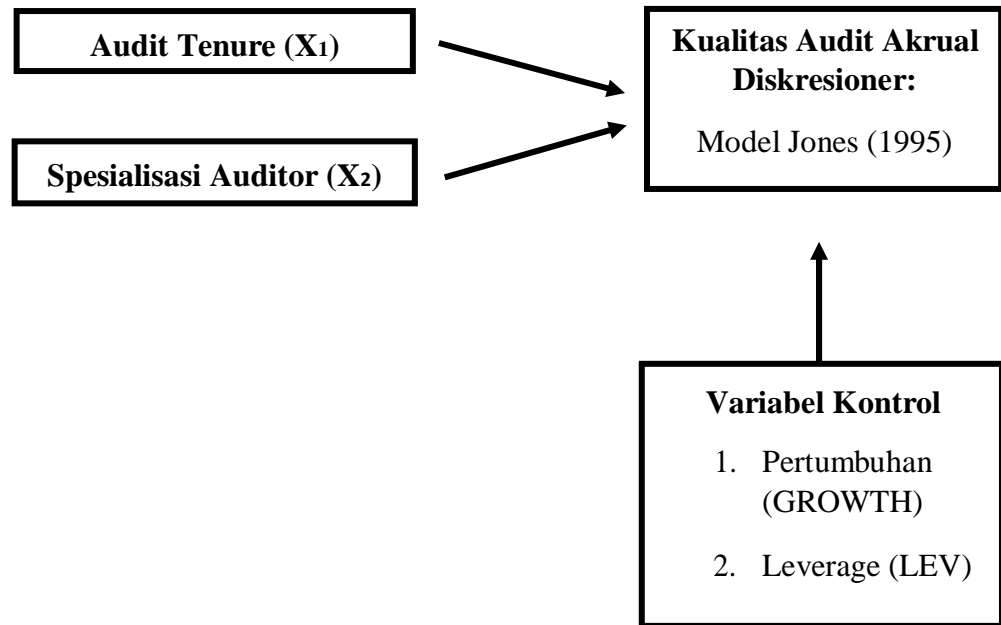 Audit Tenure (X₁)
Spesialisasi Auditor (X₂)
Kualitas Audit Akrual
Diskresioner:
Model Jones (1995)
Variabel Kontrol
1. Pertumbuhan
(GROWTH)
2. Leverage (LEV)